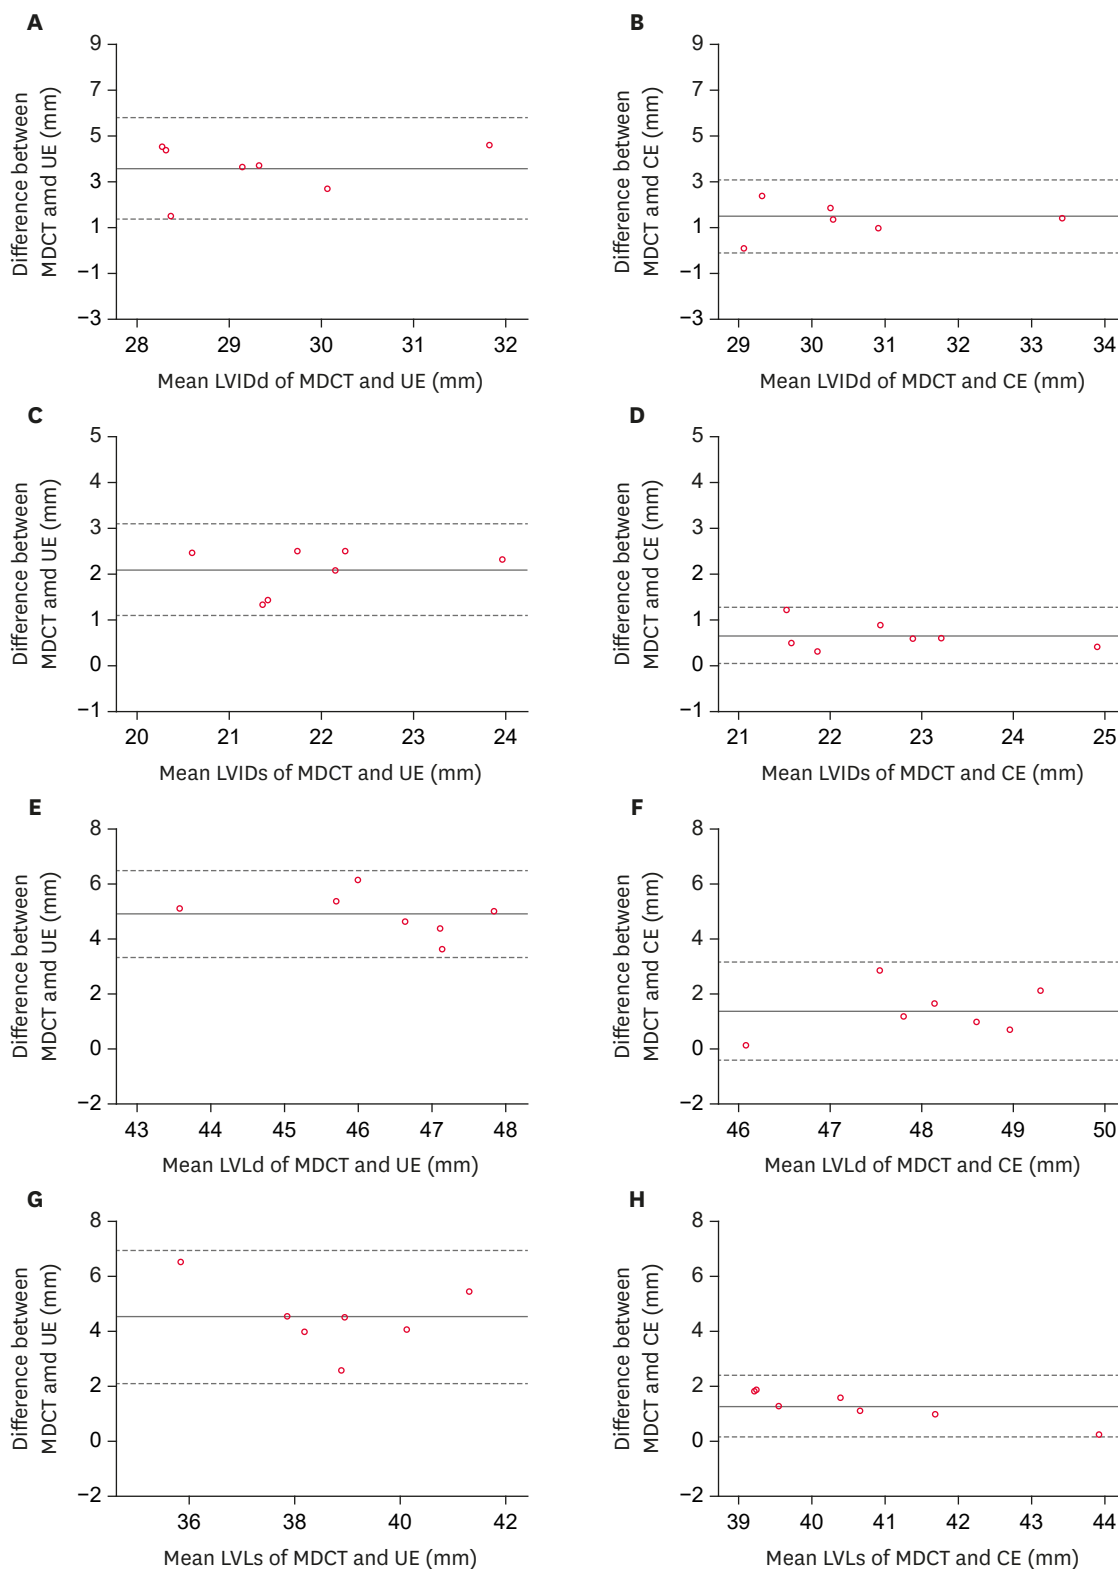 A
Difference between
MDCT amd UE (mm)
9
7
5
3
1
−1
−3
28
29
30
31
32
Mean LVIDd of MDCT and UE (mm)
B
Difference between
MDCT amd CE (mm)
9
7
5
3
1
−1
−3
29
30
31
32
33
34
Mean LVIDd of MDCT and CE (mm)
C
Difference between
MDCT amd UE (mm)
5
4
3
2
1
0
−1
20
21
22
23
24
Mean LVIDs of MDCT and UE (mm)
D
Difference between
MDCT amd CE (mm)
5
4
3
2
1
0
−1
21
22
23
24
25
Mean LVIDs of MDCT and CE (mm)
E
Difference between
MDCT amd UE (mm)
8
6
4
2
0
−2
43
44
45
46
47
48
Mean LVLd of MDCT and UE (mm)
F
Difference between
MDCT amd CE (mm)
8
6
4
2
0
−2
46
47
48
49
50
Mean LVLd of MDCT and CE (mm)
G
Difference between
MDCT amd UE (mm)
8
6
4
2
0
−2
36
38
40
42
Mean LVLs of MDCT and UE (mm)
H
Difference between
MDCT amd CE (mm)
8
6
4
2
0
−2
39
40
41
42
43
44
Mean LVLs of MDCT and CE (mm)